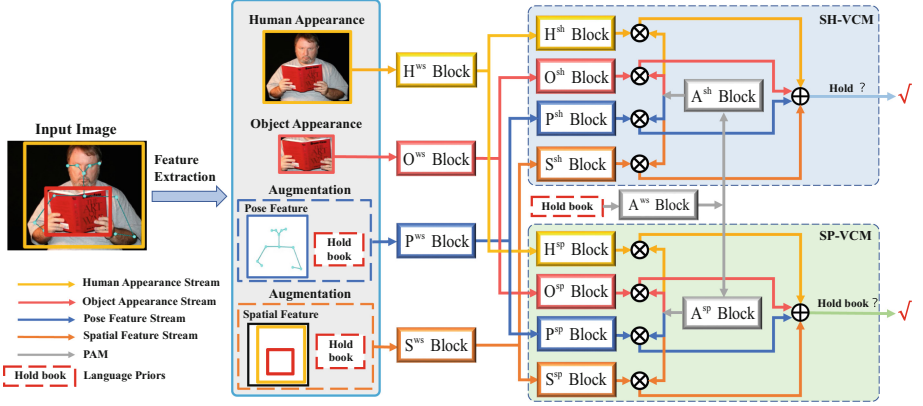 Input Image
Feature
Extraction
Human Appearance
Object Appearance
Augmentation
Pose Feature
Hold
book
Augmentation
Spatial Feature
Hold
book
H^ws Block
O^ws Block
P^ws Block
S^ws Block
SH-VCM
H^sh Block
O^sh Block
P^sh Block
S^sh Block
A^sh Block
Hold ?
√
Hold book
A^ws Block
SP-VCM
H^sp Block
O^sp Block
P^sp Block
S^sp Block
A^sp Block
Hold book ?
√
Human Appearance Stream
Object Appearance Stream
Pose Feature Stream
Spatial Feature Stream
PAM
Hold book
Language Priors